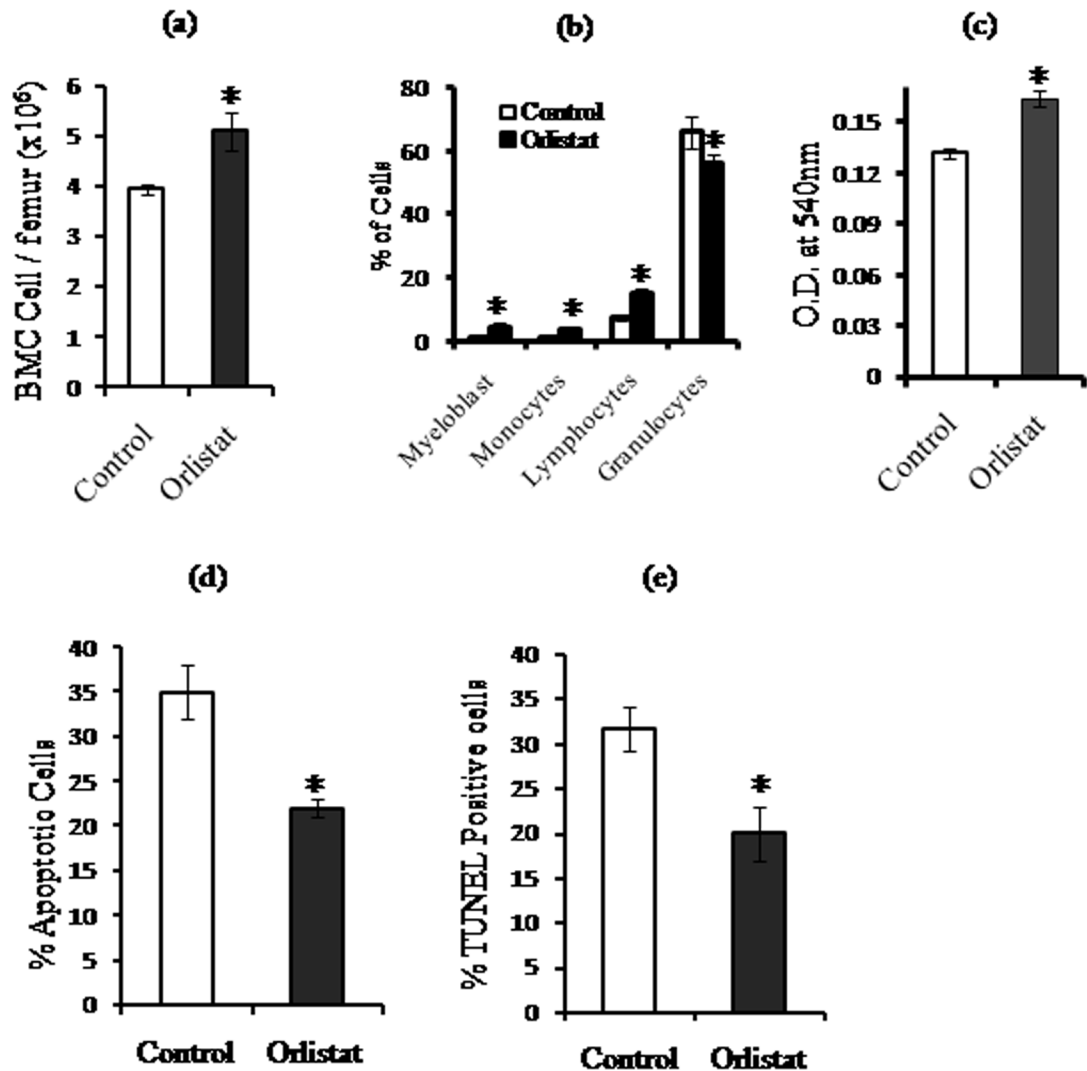 (a)
BMC Cell / femur (x10⁶)
6
5
4
3
2
1
0
*
Control
Orlistat
(b)
% of Cells
80
60
40
20
0
Control
Orlistat
*
*
*
*
Myeloblast
Monocytes
Lymphocytes
Granulocytes
(c)
O.D. at 540nm
0.15
0.12
0.09
0.06
0.03
0
*
Control
Orlistat
(d)
% Apoptotic Cells
40
35
30
25
20
15
10
5
0
*
Control
Orlistat
(e)
% TUNEL Positive cells
40
35
30
25
20
15
10
5
0
*
Control
Orlistat